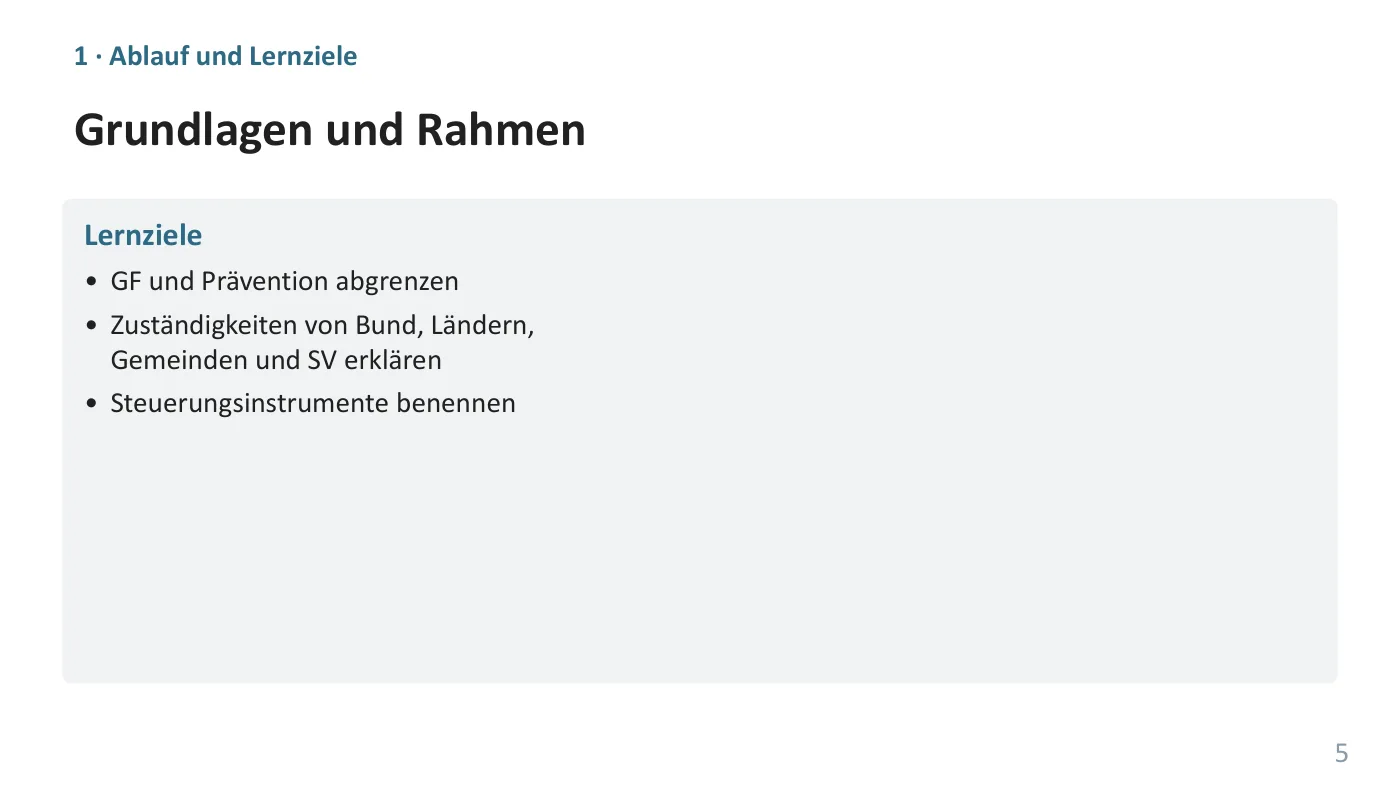 1 · Ablauf und Lernziele
Grundlagen und Rahmen
Lernziele
• GF und Prävention abgrenzen
• Zuständigkeiten von Bund, Ländern,
Gemeinden und SV erklären
• Steuerungsinstrumente benennen
5